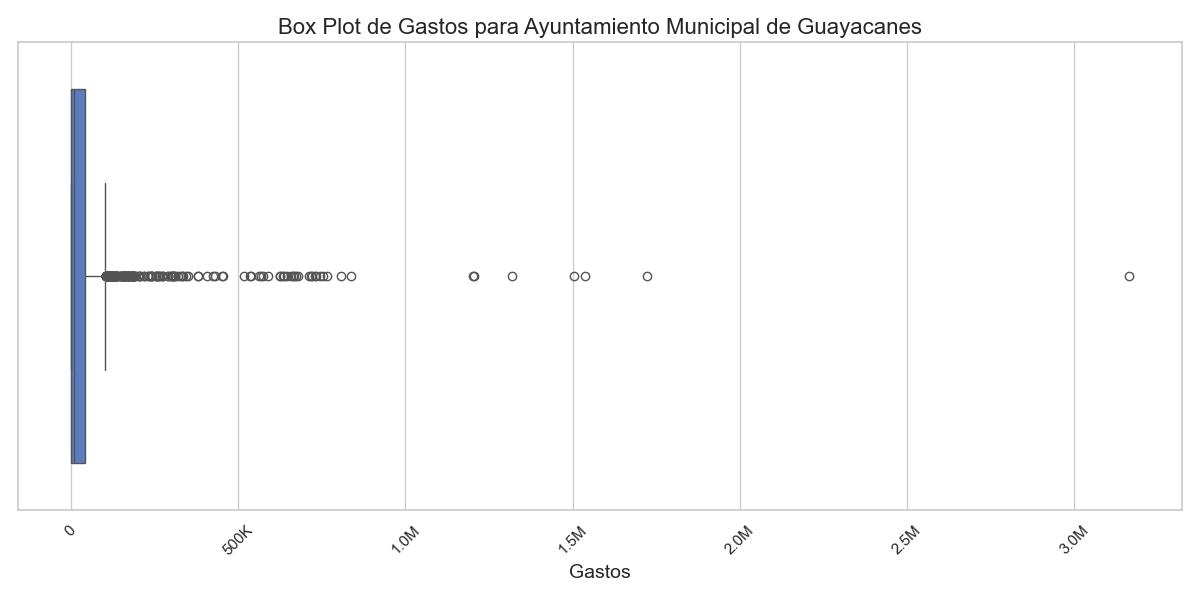 Box Plot de Gastos para Ayuntamiento Municipal de Guayacanes
0
500K
1.0M
1.5M
2.0M
2.5M
3.0M
Gastos